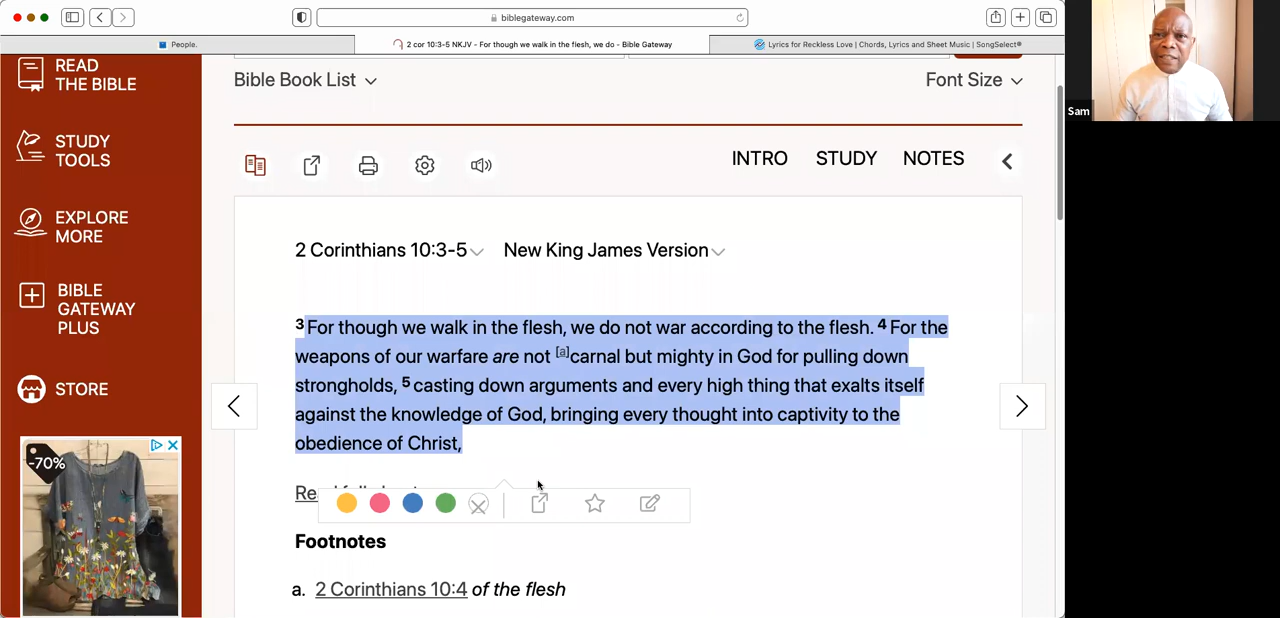 biblegateway.com
People.
2 cor 10:3-5 NKJV - For though we walk in the flesh, we do - Bible Gateway
Lyrics for Reckless Love | Chords, Lyrics and Sheet Music | SongSelect®
Sam
READ
THE BIBLE
STUDY
TOOLS
EXPLORE
MORE
BIBLE
GATEWAY
PLUS
STORE
-70%
Bible Book List
Font Size
INTRO STUDY NOTES
2 Corinthians 10:3-5 New King James Version
3 For though we walk in the flesh, we do not war according to the flesh. 4 For the
weapons of our warfare are not [a]carnal but mighty in God for pulling down
strongholds, 5 casting down arguments and every high thing that exalts itself
against the knowledge of God, bringing every thought into captivity to the
obedience of Christ,
Footnotes
a. 2 Corinthians 10:4 of the flesh